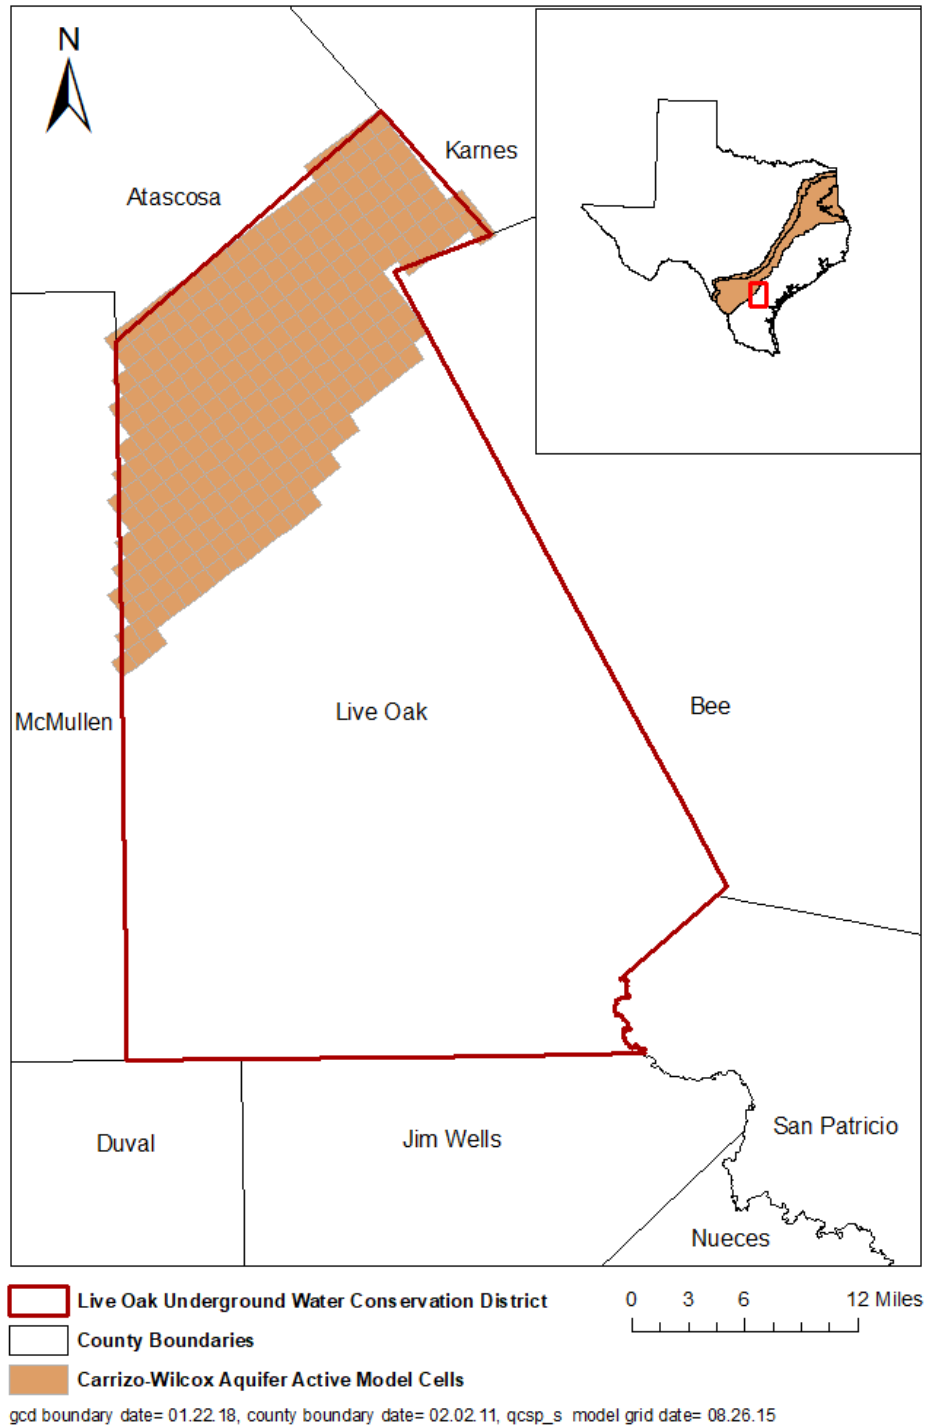 N
Karnes
Atascosa
McMullen
Live Oak
Bee
Duval
Jim Wells
San Patricio
Nueces
Live Oak Underground Water Conservation District
0 3 6 12 Miles
County Boundaries
Carrizo-Wilcox Aquifer Active Model Cells
gcd boundary date= 01.22.18, county boundary date= 02.02.11, qcsp_s model grid date= 08.26.15